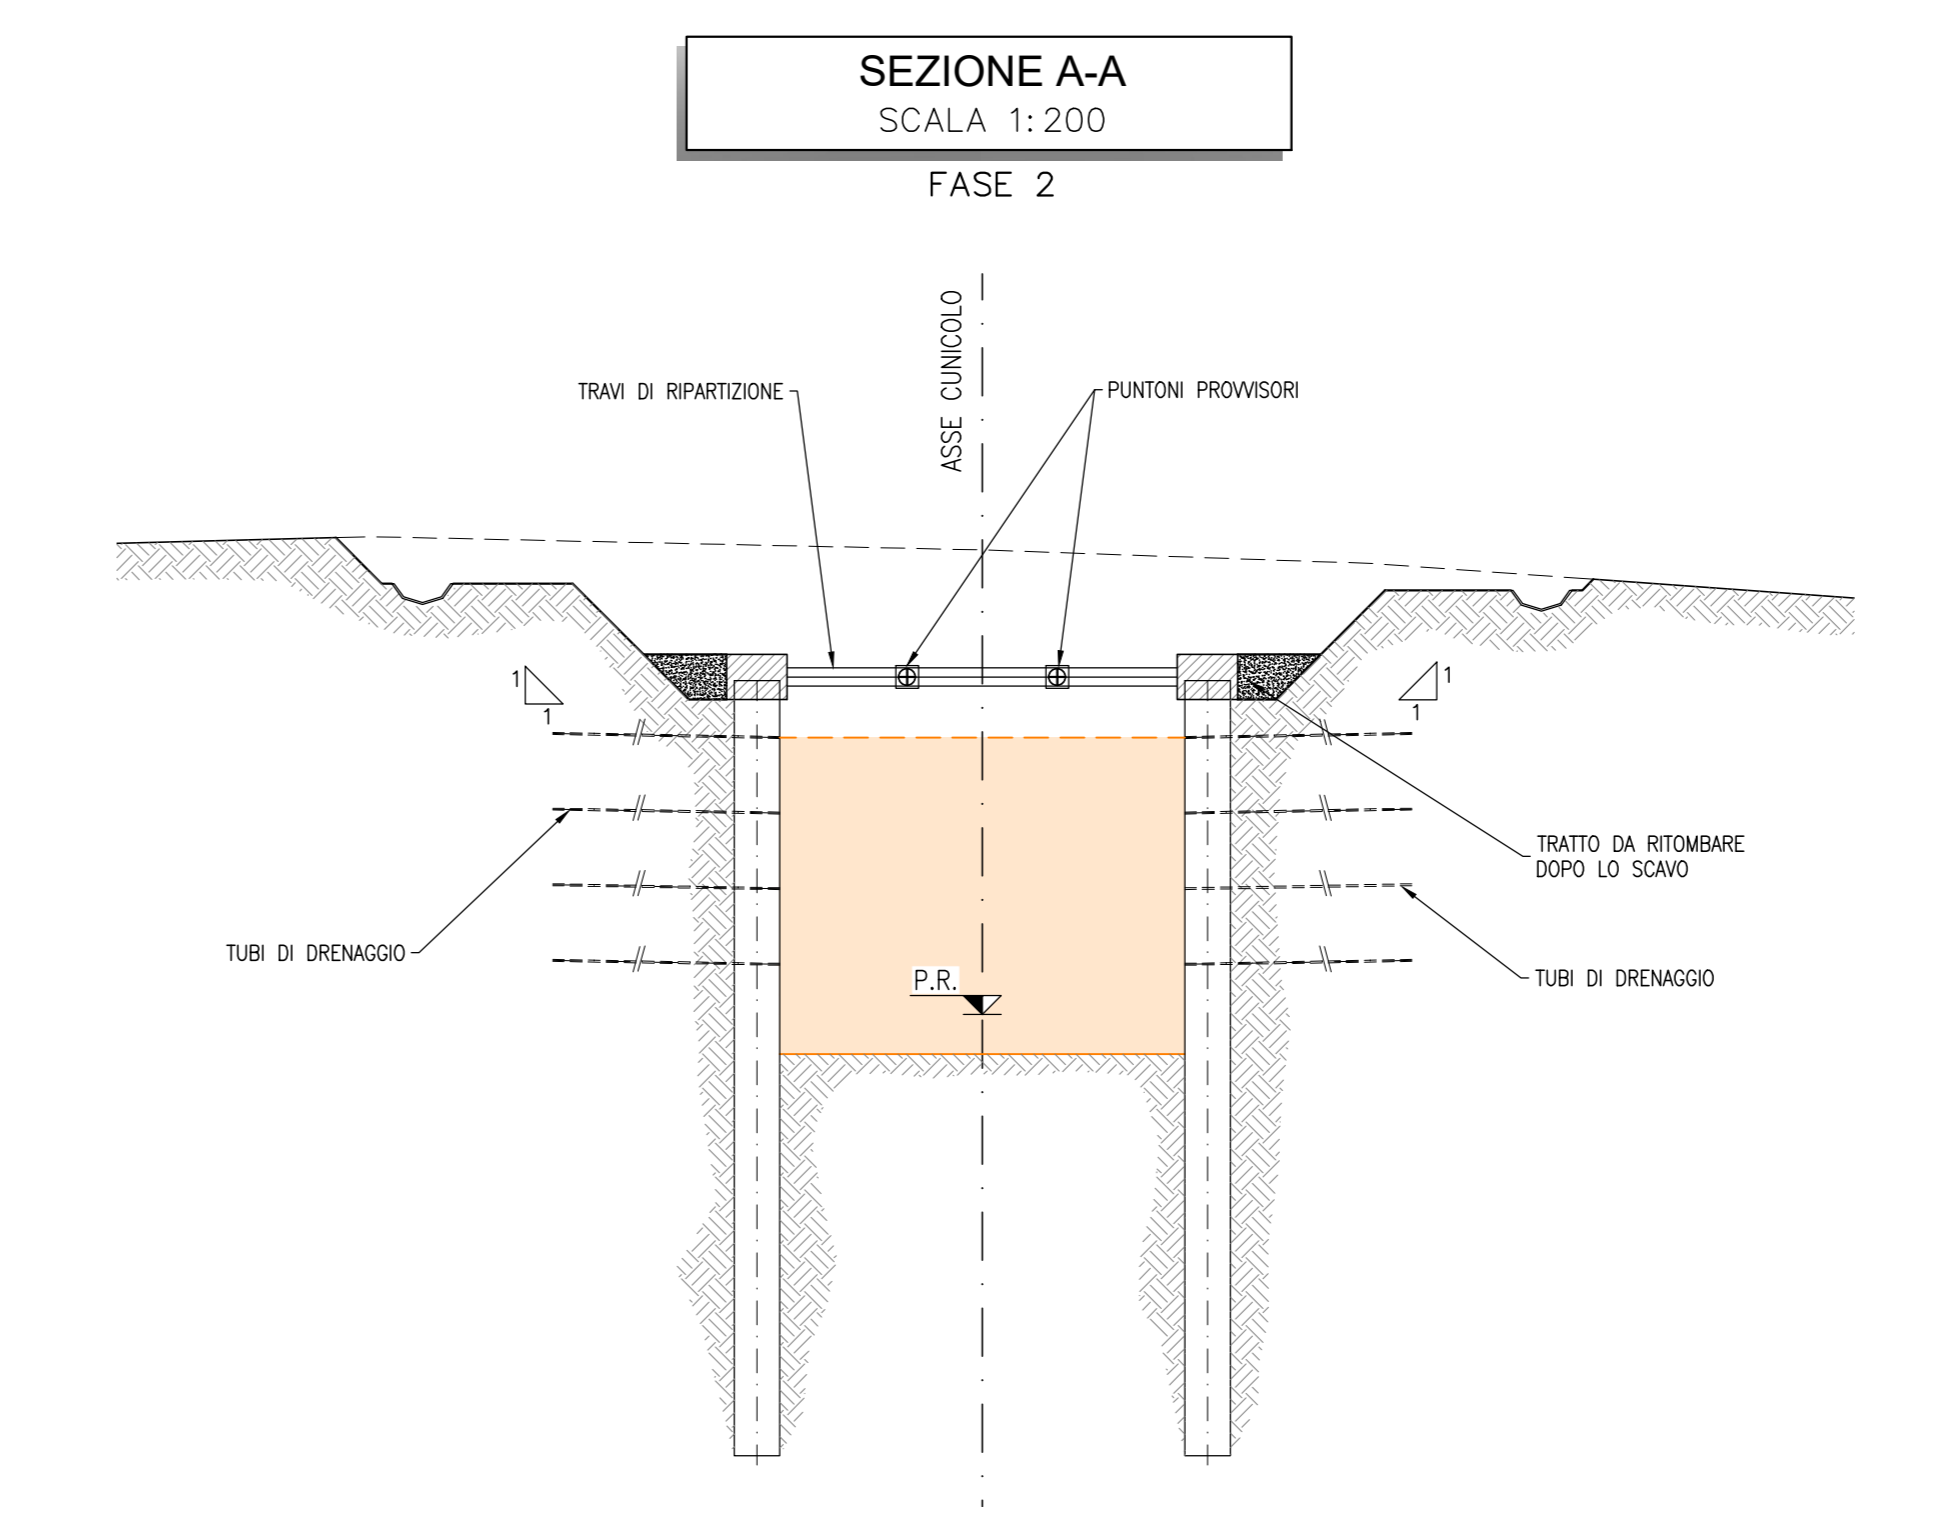 SEZIONE A-A
SCALA 1:200
FASE 2
ASSE CUNICOLO
TRAVI DI RIPARTIZIONE
PUNTONI PROVVISORI
1
1
1
1
TRATTO DA RITOMBARE
DOPO LO SCAVO
TUBI DI DRENAGGIO
P.R.
TUBI DI DRENAGGIO